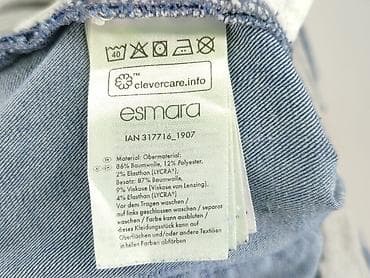 40
clevercare.info
esmara
IAN 317716_1907
Material: Obermaterial:
86% Baumwolle, 12% Polyester,
2% Elasthan (LYCRA®),
Besatz: 87% Baumwolle,
9% Viskose (Viskose von Lenzing),
4% Elasthan (LYCRA®)
Vor dem Tragen waschen /
auf links geschlossen waschen / separat
waschen / Farbe kann ausbluten /
dieses Kleidungsstück kann auf
Oberflächen und/oder andere Textilien
in hellen Farben abfärben